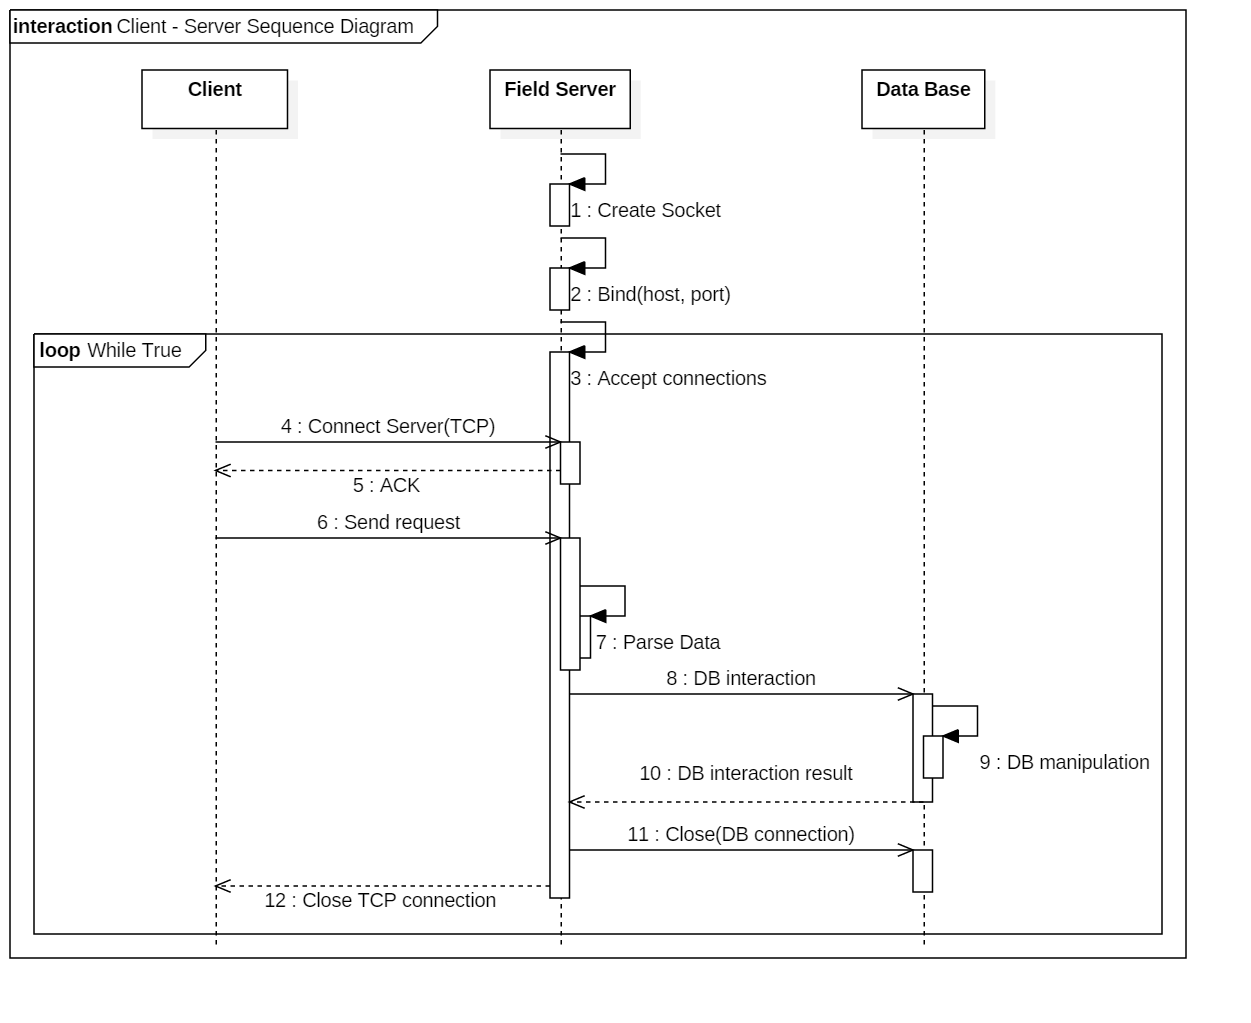 interaction Client - Server Sequence Diagram
Client
Field Server
Data Base
1 : Create Socket
2 : Bind(host, port)
loop While True
3 : Accept connections
4 : Connect Server(TCP)
5 : ACK
6 : Send request
7 : Parse Data
8 : DB interaction
9 : DB manipulation
10 : DB interaction result
11 : Close(DB connection)
12 : Close TCP connection